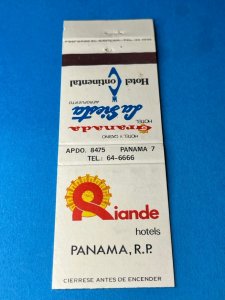 Hotel Continental
HOTEL
La Siesta
AEROPUERTO
HOTEL Y CASINO
Granada
APDO. 8475 PANAMA 7
TEL: 64-6666
Riande
hotels
PANAMA, R.P.
CIERRESE ANTES DE ENCENDER